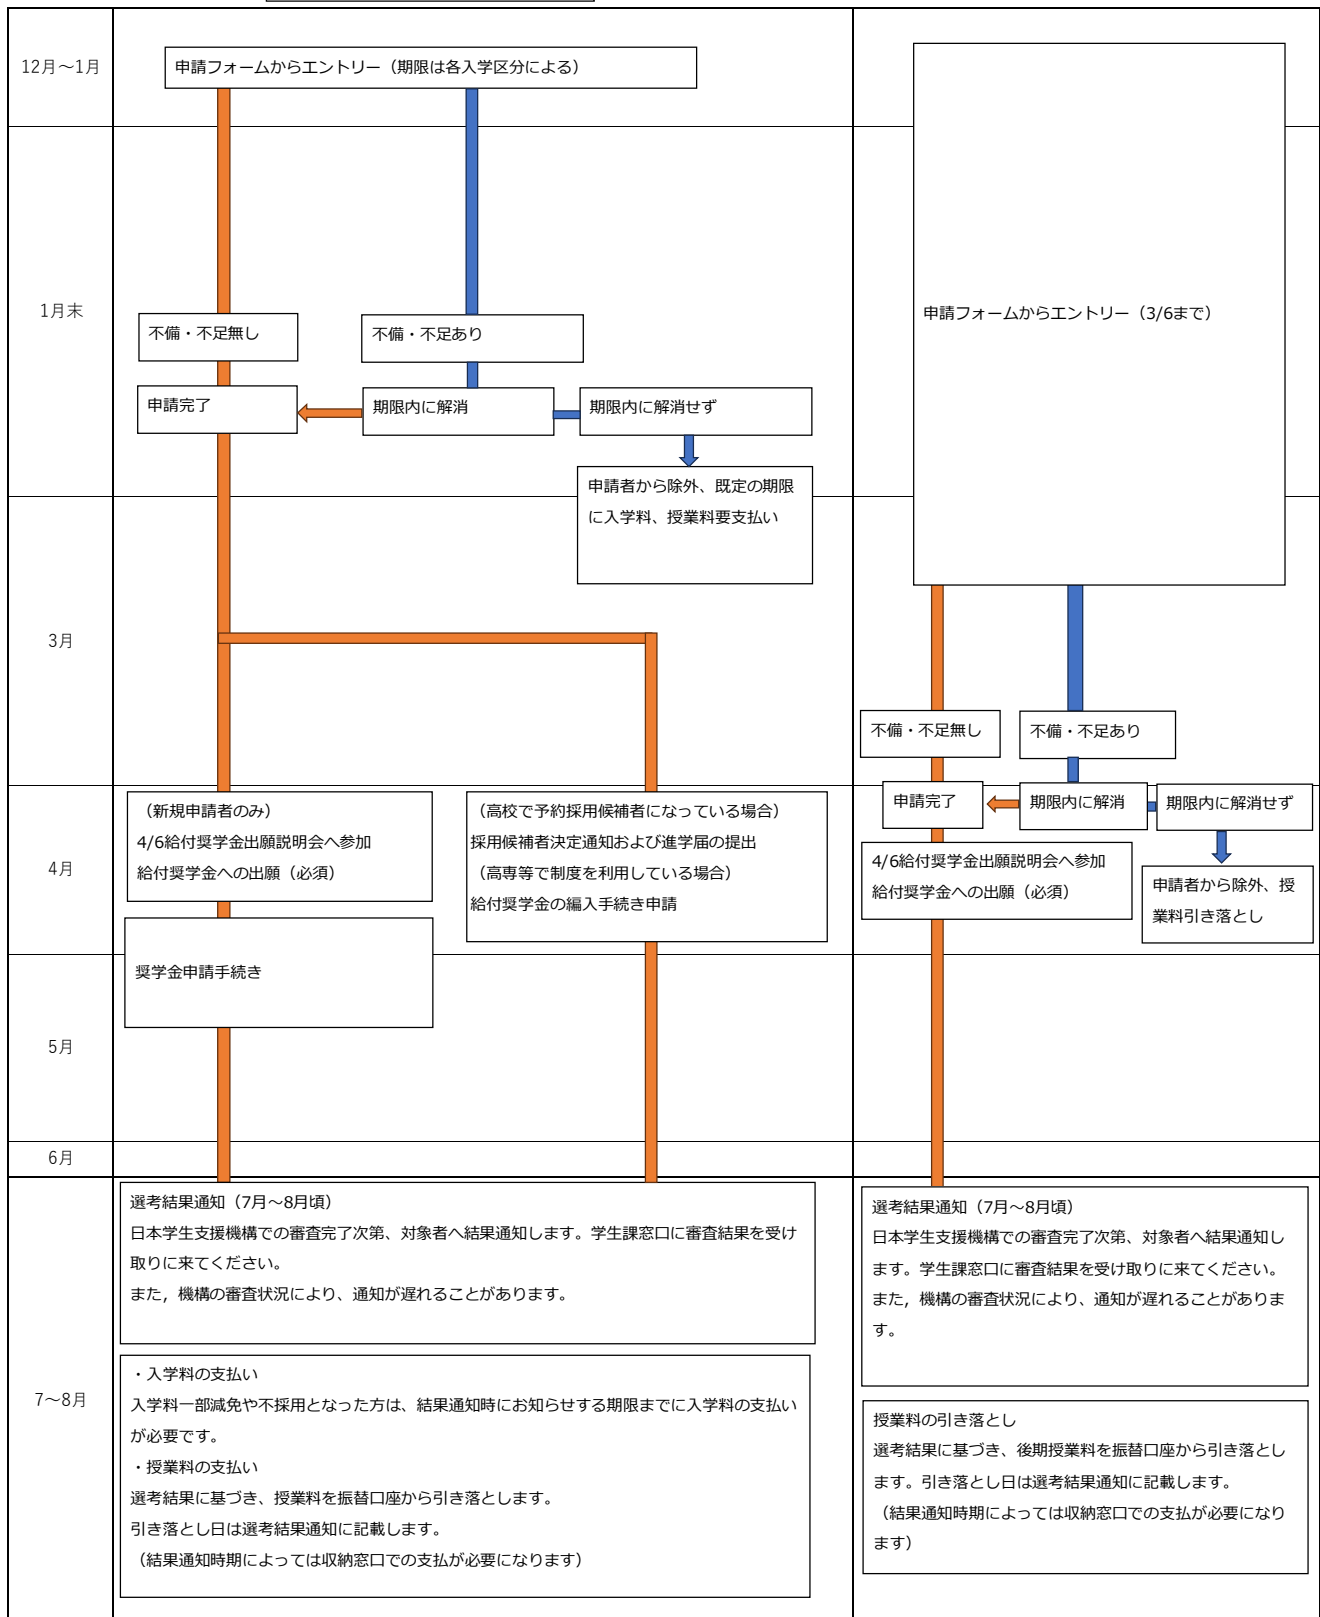 12月～1月
申請フォームからエントリー（期限は各入学区分による）
1月末
不備・不足無し
不備・不足あり
申請完了
期限内に解消
期限内に解消せず
申請者から除外、既定の期限
に入学料、授業料要支払い
申請フォームからエントリー（3/6まで）
3月
不備・不足無し
不備・不足あり
申請完了
期限内に解消
期限内に解消せず
4月
（新規申請者のみ）
4/6給付奨学金出願説明会へ参加
給付奨学金への出願（必須）
（高校で予約採用候補者になっている場合）
採用候補者決定通知および進学届の提出
（高専等で制度を利用している場合）
給付奨学金の編入手続き申請
4/6給付奨学金出願説明会へ参加
給付奨学金への出願（必須）
申請者から除外、授
業料引き落とし
奨学金申請手続き
5月
6月
7～8月
選考結果通知（7月～8月頃）
日本学生支援機構での審査完了次第、対象者へ結果通知します。学生課窓口に審査結果を受け
取りに来てください。
また，機構の審査状況により、通知が遅れることがあります。
・入学料の支払い
入学料一部減免や不採用となった方は、結果通知時にお知らせする期限までに入学料の支払い
が必要です。
・授業料の支払い
選考結果に基づき、授業料を振替口座から引き落とします。
引き落とし日は選考結果通知に記載します。
（結果通知時期によっては収納窓口での支払が必要になります）
選考結果通知（7月～8月頃）
日本学生支援機構での審査完了次第、対象者へ結果通知し
ます。学生課窓口に審査結果を受け取りに来てください。
また，機構の審査状況により、通知が遅れることがありま
す。
授業料の引き落とし
選考結果に基づき、後期授業料を振替口座から引き落とし
ます。引き落とし日は選考結果通知に記載します。
（結果通知時期によっては収納窓口での支払が必要になり
ます）